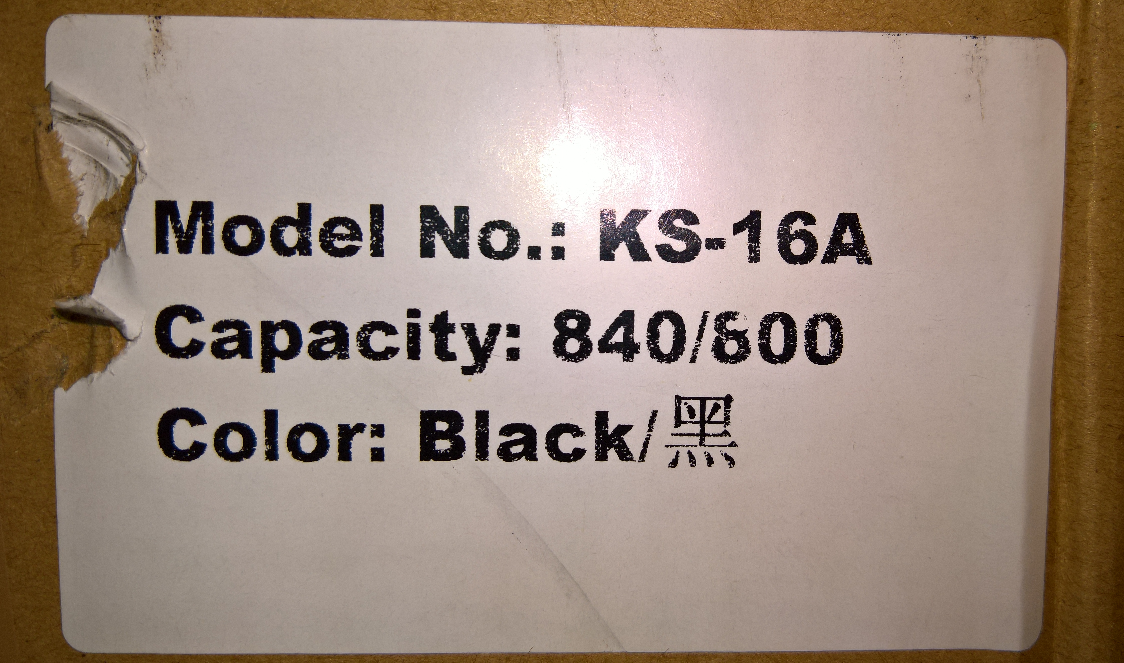 Model No.: KS-16A
Capacity: 840/800
Color: Black/黑